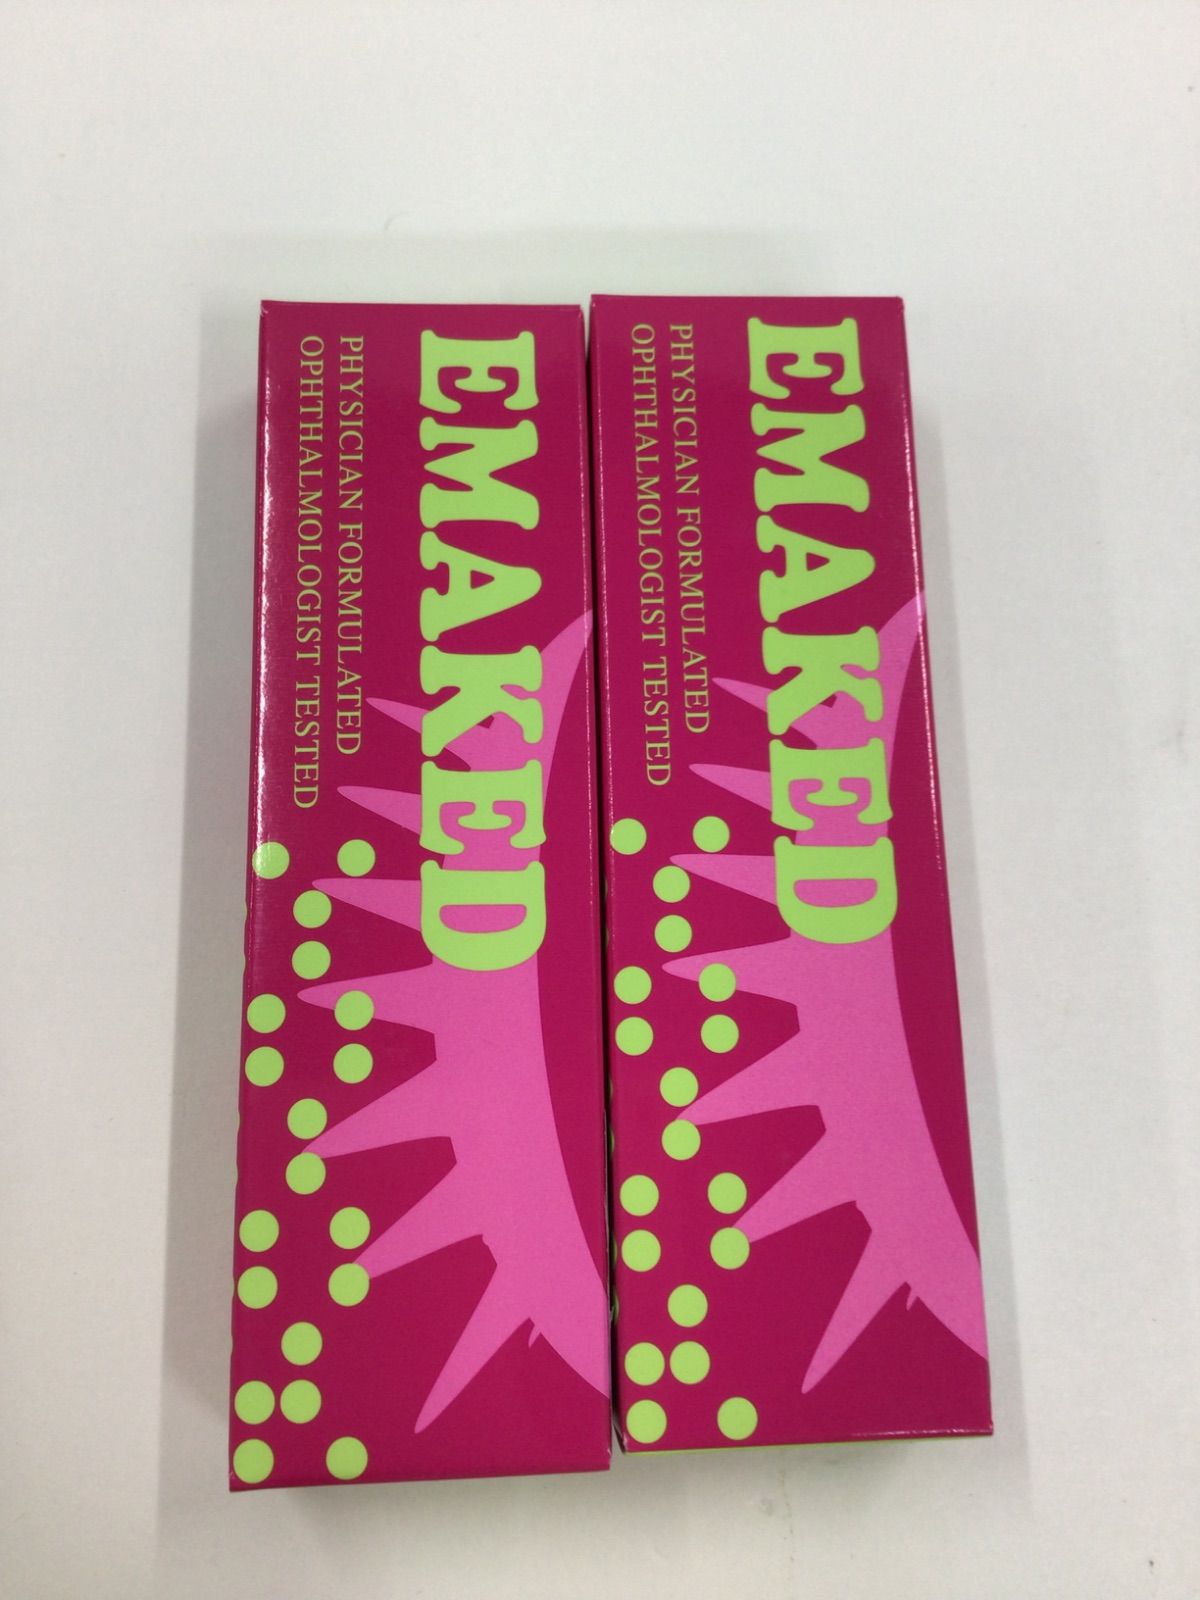 EMAKED
PHYSICIAN FORMULATED
OPHTHALMOLOGIST TESTED
EMAKED
PHYSICIAN FORMULATED
OPHTHALMOLOGIST TESTED